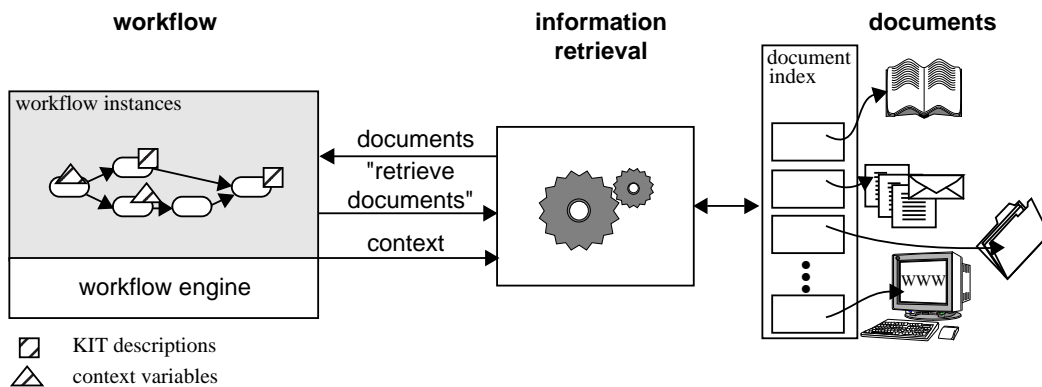 workflow
information
retrieval
documents
workflow instances
workflow engine
documents
"retrieve
documents"
context
document
index
WWW
KIT descriptions
context variables